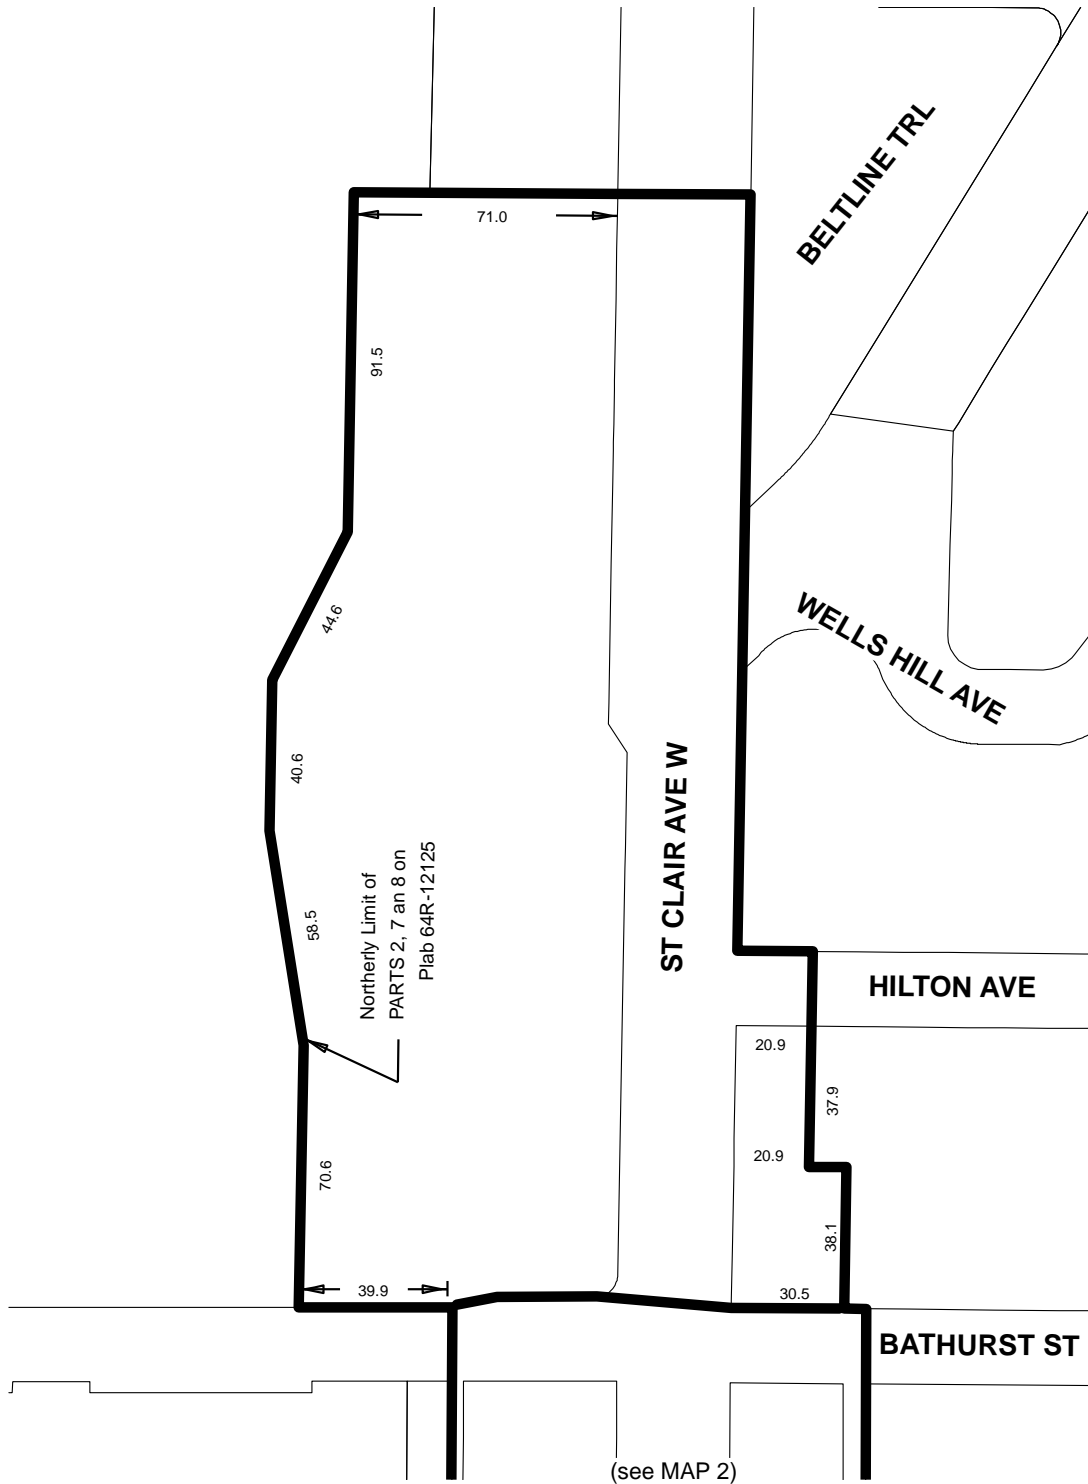 BELTLINE TRL
71.0
91.5
44.6
WELLS HILL AVE
40.6
ST CLAIR AVE W
58.5
Northerly Limit of
PARTS 2, 7 an 8 on
Plab 64R-12125
HILTON AVE
20.9
37.9
20.9
70.6
38.1
39.9
30.5
BATHURST ST
(see MAP 2)